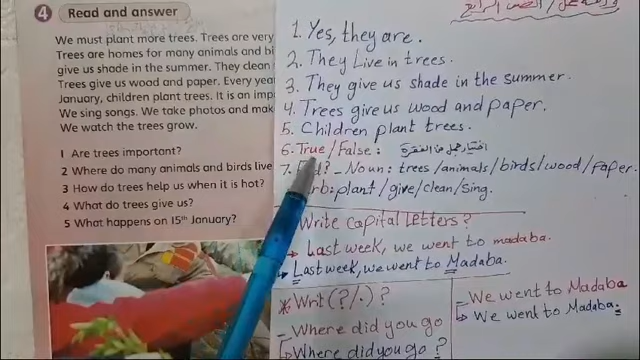 4 Read and answer
We must plant more trees. Trees are very
Trees are homes for many animals and bi
give us shade in the summer. They clean
Trees give us wood and paper. Every yea
January, children plant trees. It is an imp
We sing songs. We take photos and mak
We watch the trees grow.
1 Are trees important?
2 Where do many animals and birds live
3 How do trees help us when it is hot?
4 What do trees give us?
5 What happens on 15th January?
1. Yes, they are.
2. They Live in trees.
3. They give us shade in the summer.
4. Trees give us wood and paper.
5. Children plant trees.
6. True/False:
7. d? - Noun: trees/animals/birds/wood/paper.
rb: plant/give/clean/sing.
Write capital Letters?
Last week, we went to madaba.
Last week, we went to Madaba.
* Writ (?/.) ?
- Where did you go
Where did you go ?
- We went to Madaba
We went to Madaba.